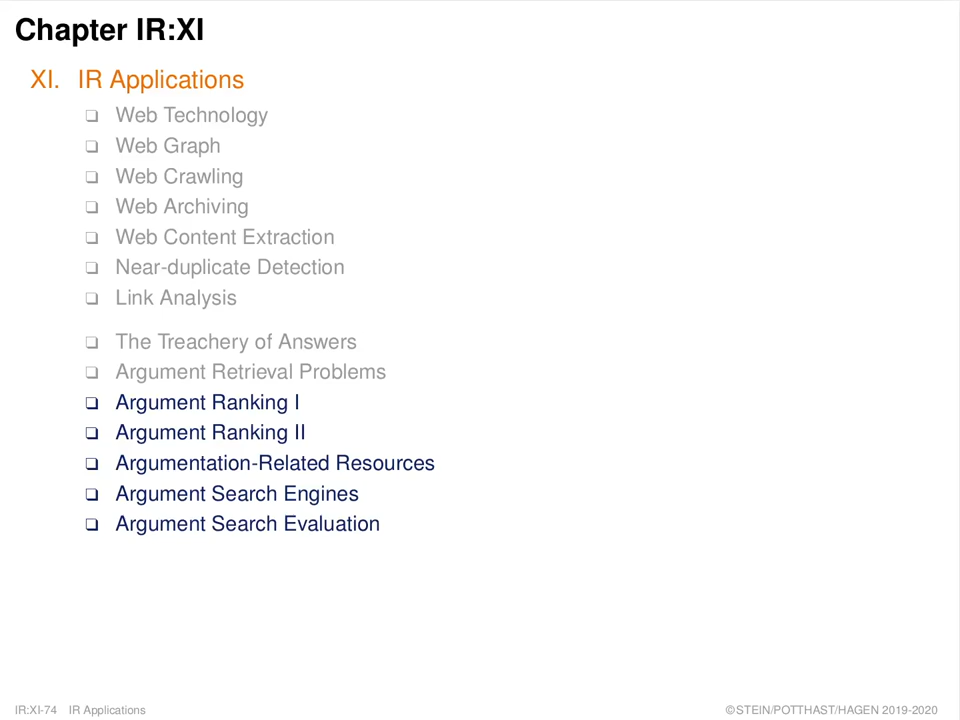 Chapter IR:XI
XI. IR Applications
❑ Web Technology
❑ Web Graph
❑ Web Crawling
❑ Web Archiving
❑ Web Content Extraction
❑ Near-duplicate Detection
❑ Link Analysis
❑ The Treachery of Answers
❑ Argument Retrieval Problems
❑ Argument Ranking I
❑ Argument Ranking II
❑ Argumentation-Related Resources
❑ Argument Search Engines
❑ Argument Search Evaluation
IR:XI-74 IR Applications
©STEIN/POTTHAST/HAGEN 2019-2020